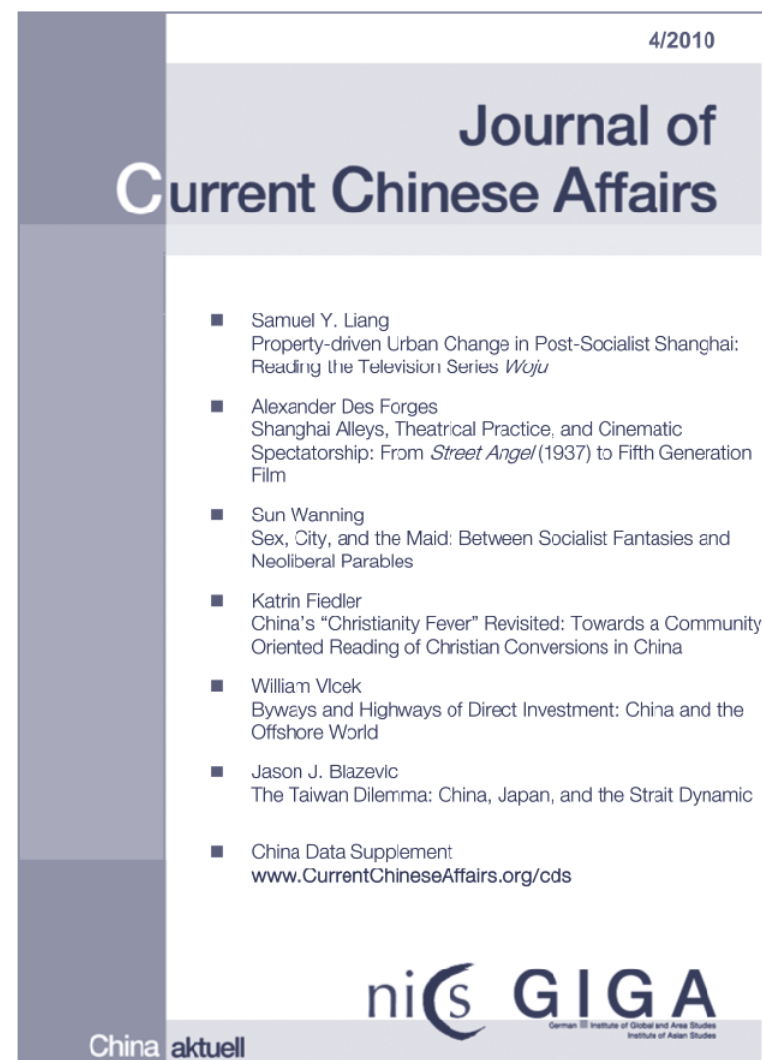 4/2010
Journal of
Current Chinese Affairs
■ Samuel Y. Liang
Property-driven Urban Change in Post-Socialist Shanghai:
Reading the Television Series Woju
■ Alexander Des Forges
Shanghai Alleys, Theatrical Practice, and Cinematic
Spectatorship: From Street Angel (1937) to Fifth Generation
Film
■ Sun Wanning
Sex, City, and the Maid: Between Socialist Fantasies and
Neoliberal Parables
■ Katrin Fiedler
China's “Christianity Fever” Revisited: Towards a Community
Oriented Reading of Christian Conversions in China
■ William Vlcek
Byways and Highways of Direct Investment: China and the
Offshore World
■ Jason J. Blazevic
The Taiwan Dilemma: China, Japan, and the Strait Dynamic
■ China Data Supplement
www.CurrentChineseAffairs.org/cds
nics GIGA
German Institute of Global and Area Studies
Institute of Asian Studies
China aktuell